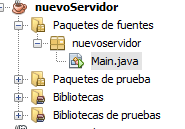 nuevoServidor
Paquetes de fuentes
nuevoservidor
Main.java
Paquetes de prueba
Bibliotecas
Bibliotecas de pruebas